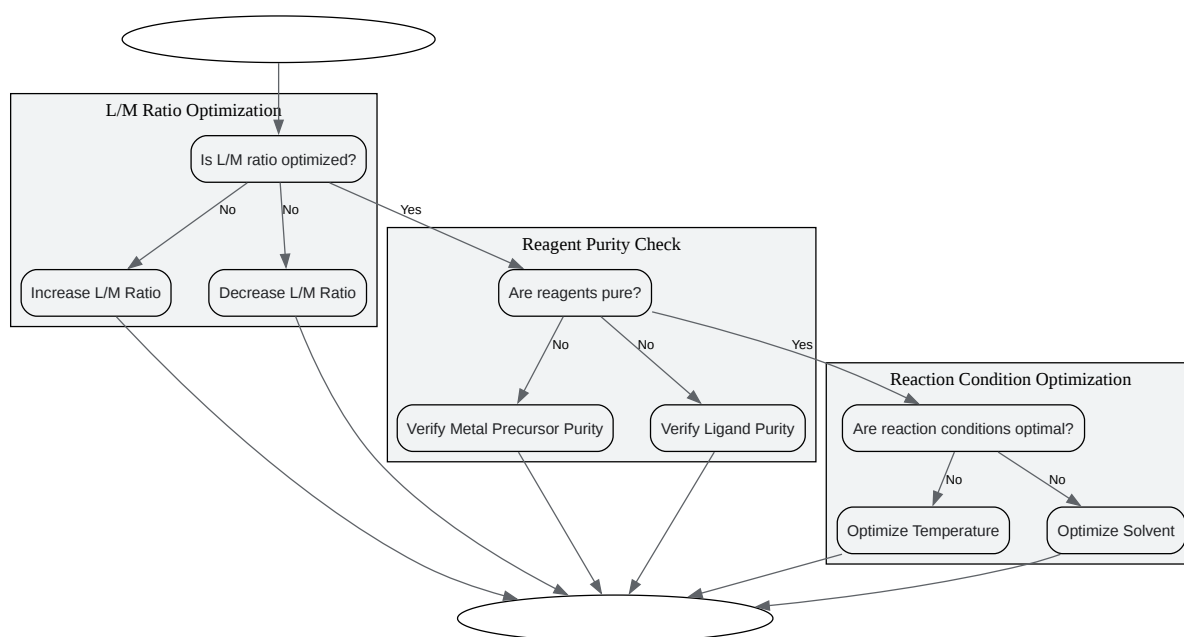 L/M Ratio Optimization
Is L/M ratio optimized?
No
No
Yes
Increase L/M Ratio
Decrease L/M Ratio
Reagent Purity Check
Are reagents pure?
No
No
Yes
Verify Metal Precursor Purity
Verify Ligand Purity
Reaction Condition Optimization
Are reaction conditions optimal?
No
No
Optimize Temperature
Optimize Solvent